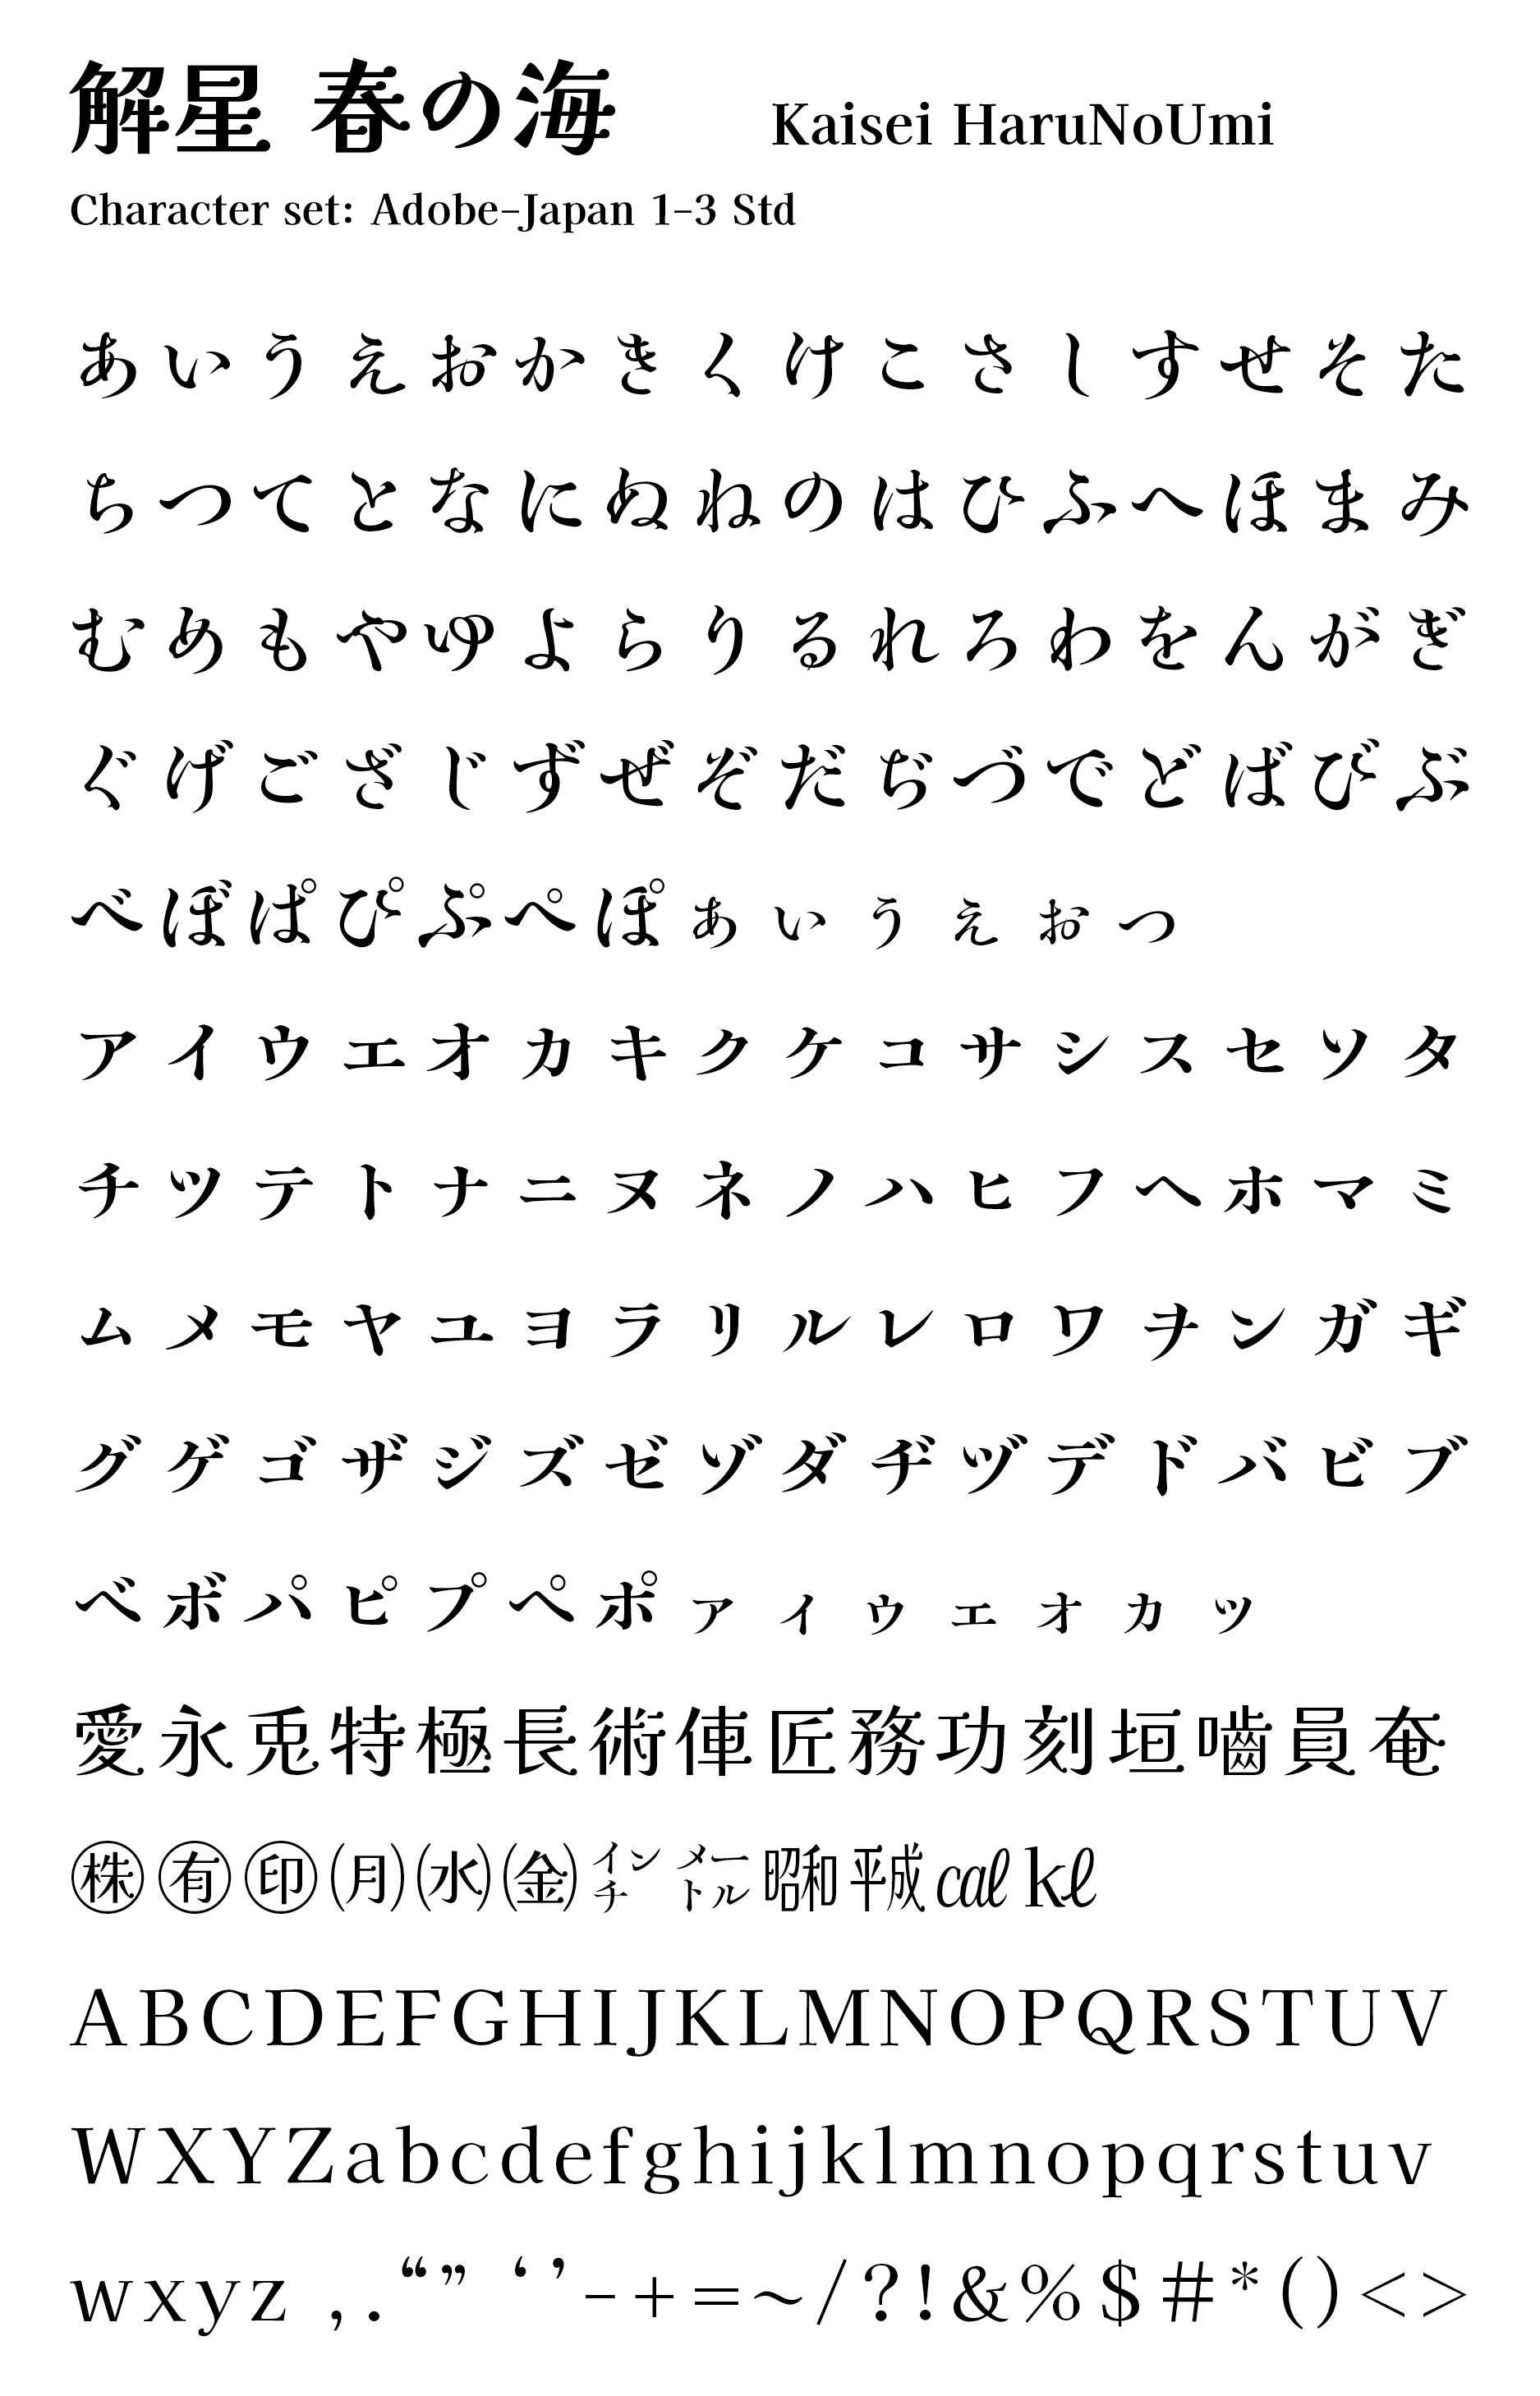 解星 春の海 Kaisei HaruNoUmi
Character set: Adobe-Japan 1-3 Std
あいうえおかきくけこさしすせそた
ちつてとなにぬねのはひふへほまみ
むめもやゆよらりるれろわをんがぎ
ぐげござじずぜぞだぢづでどばびぶ
べぼぱぴぷぺぽぁぃぅぇぉっ
アイウエオカキクケコサシスセソタ
チツテトナニヌネノハヒフヘホマミ
ムメモヤユヨラリルレロワヲンガギ
グゲゴザジズゼゾダヂヅデドバビブ
ベボパピプペポァィゥェォヵッ
愛永兎特極長術俥匠務功刻垣嚙員奄
㊑㊒㊞㈪㈬㈮㌅㍍㍼㍻㎈㎘
ABCDEFGHIJKLMNOPQRSTUV
WXYZabcdefghijklmnopqrstuv
wxyz ,.“” ‘’-+=~/?!&%$#*()<>